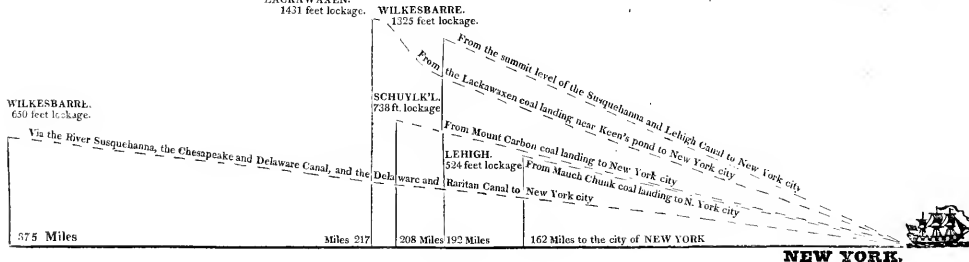 LACKAWAXEN.
1431 feet lockage.
WILKESBARRE.
1325 feet lockage.
From the summit level of the Susquehanna and Lehigh Canal to New York city
From the Lackawaxen coal landing near Keen's pond to New York city
SCHUYLK'L.
738 ft. lockage
WILKESBARRE.
650 feet lockage.
From Mount Carbon coal landing to New York city
Via the River Susquehanna, the Chesapeake and Delaware Canal, and the Delaware and Raritan Canal to New York city
LEHIGH.
524 feet lockage
From Mauch Chunk coal landing to N. York city
375 Miles
Miles 217
208 Miles
192 Miles
162 Miles to the city of NEW YORK
NEW YORK.